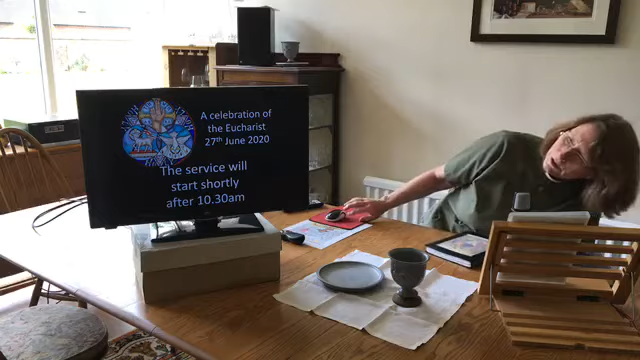 A celebration of
the Eucharist
27th June 2020
The service will
start shortly
after 10.30am